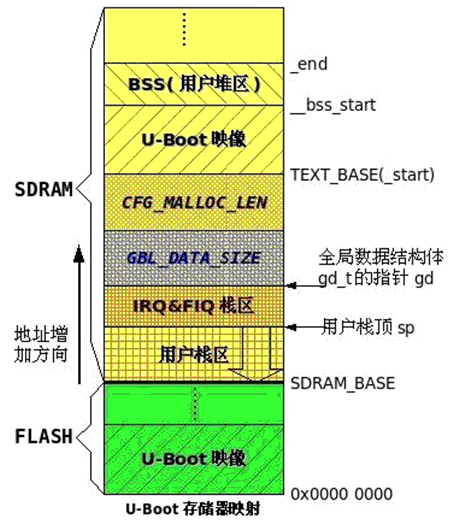 _end
BSS(用户堆区)
__bss_start
U-Boot 映像
TEXT_BASE(_start)
SDRAM
CFG_MALLOC_LEN
GBL_DATA_SIZE
全局数据结构体
gd_t的指针 gd
IRQ&FIQ 栈区
地址增
加方向
用户栈顶 sp
用户栈区
SDRAM_BASE
FLASH
U-Boot 映像
0x0000 0000
U-Boot 存储器映射